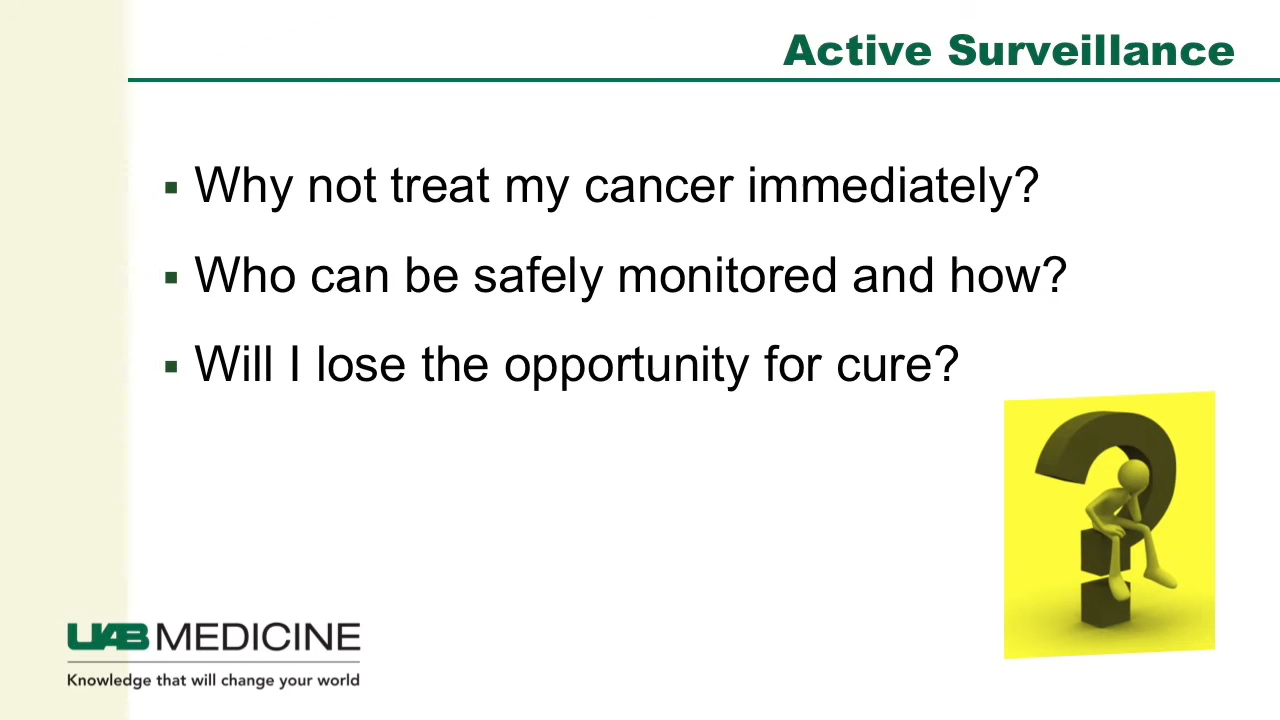 Active Surveillance
▪ Why not treat my cancer immediately?
▪ Who can be safely monitored and how?
▪ Will I lose the opportunity for cure?
UAB MEDICINE
Knowledge that will change your world